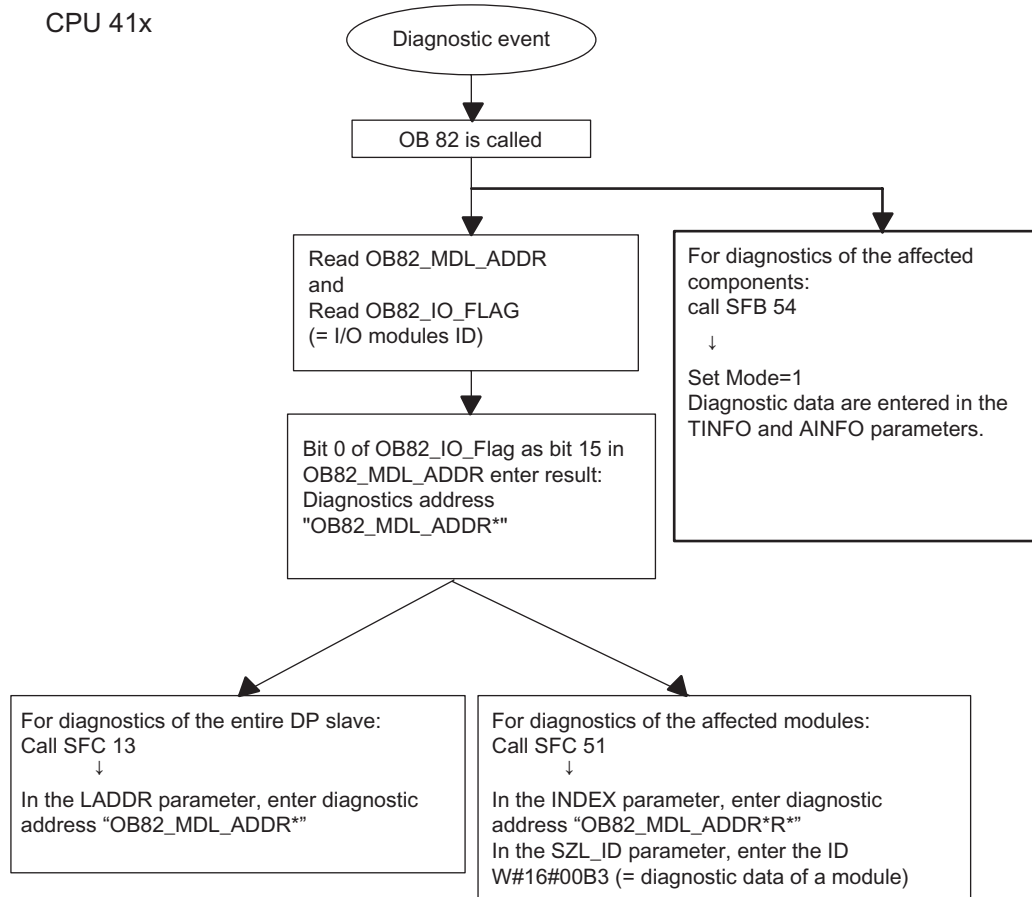 CPU 41x
Diagnostic event
OB 82 is called
Read OB82_MDL_ADDR
and
Read OB82_IO_FLAG
(= I/O modules ID)
For diagnostics of the affected
components:
call SFB 54
↓
Set Mode=1
Diagnostic data are entered in the
TINFO and AINFO parameters.
Bit 0 of OB82_IO_Flag as bit 15 in
OB82_MDL_ADDR enter result:
Diagnostics address
"OB82_MDL_ADDR*"
For diagnostics of the entire DP slave:
Call SFC 13
↓
In the LADDR parameter, enter diagnostic
address “OB82_MDL_ADDR*”
For diagnostics of the affected modules:
Call SFC 51
↓
In the INDEX parameter, enter diagnostic
address “OB82_MDL_ADDR*R*”
In the SZL_ID parameter, enter the ID
W#16#00B3 (= diagnostic data of a module)